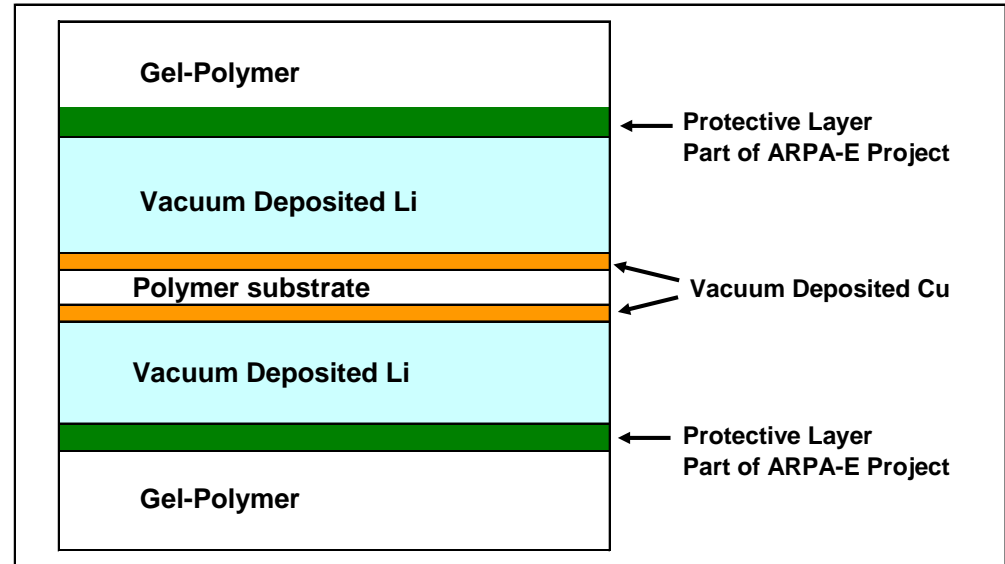 Gel-Polymer
Protective Layer
Part of ARPA-E Project
Vacuum Deposited Li
Polymer substrate
Vacuum Deposited Cu
Vacuum Deposited Li
Protective Layer
Part of ARPA-E Project
Gel-Polymer